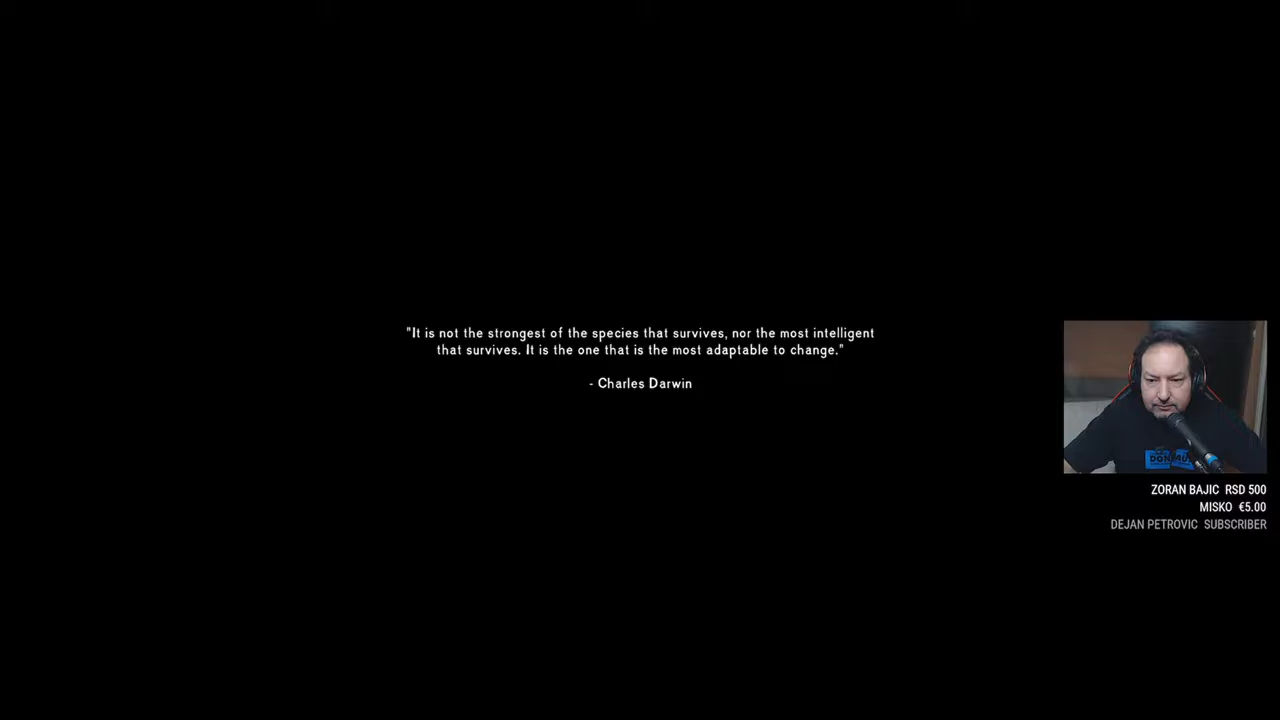 "It is not the strongest of the species that survives, nor the most intelligent
that survives. It is the one that is the most adaptable to change."
- Charles Darwin
ZORAN BAJIC RSD 500
MISKO €5.00
DEJAN PETROVIC SUBSCRIBER